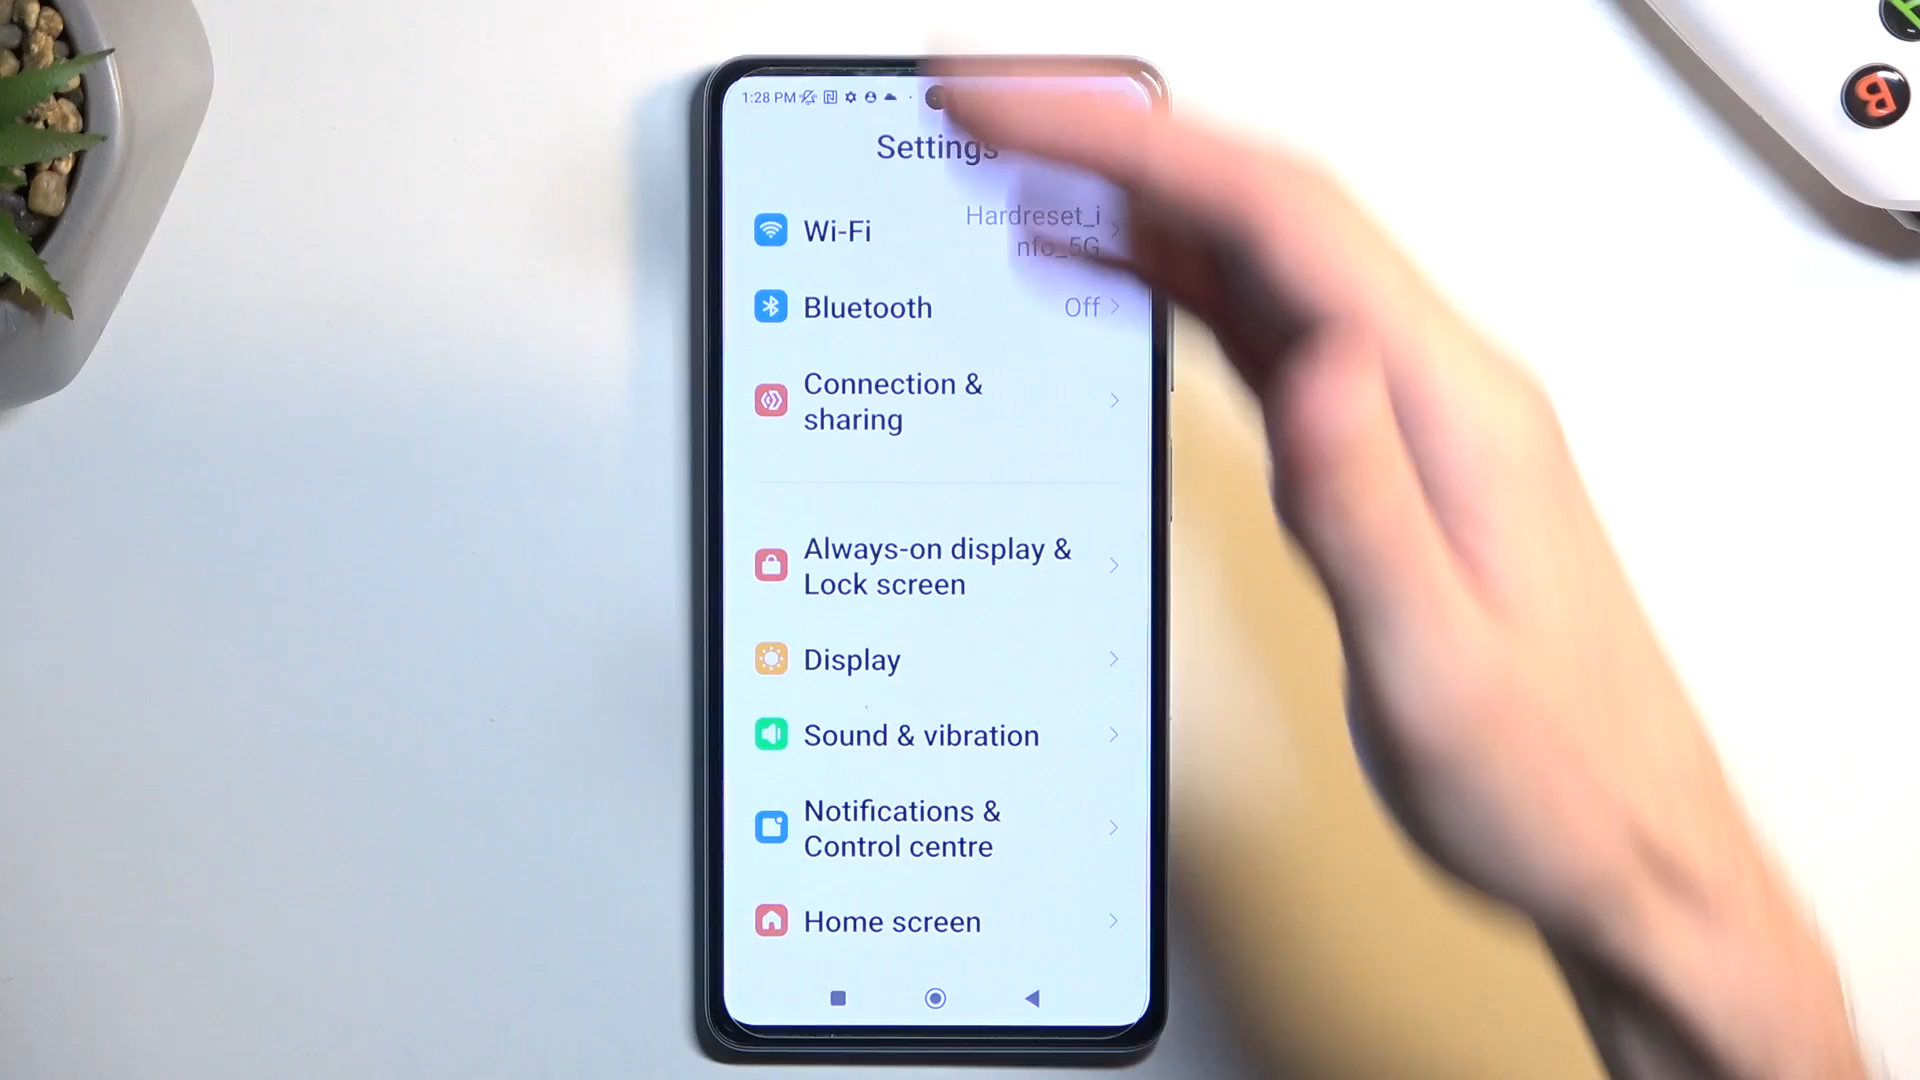 1:28 PM
Settings
Wi-Fi
Hardreset_i
nfo_5G
Bluetooth
Off
Connection &
sharing
Always-on display &
Lock screen
Display
Sound & vibration
Notifications &
Control centre
Home screen
B